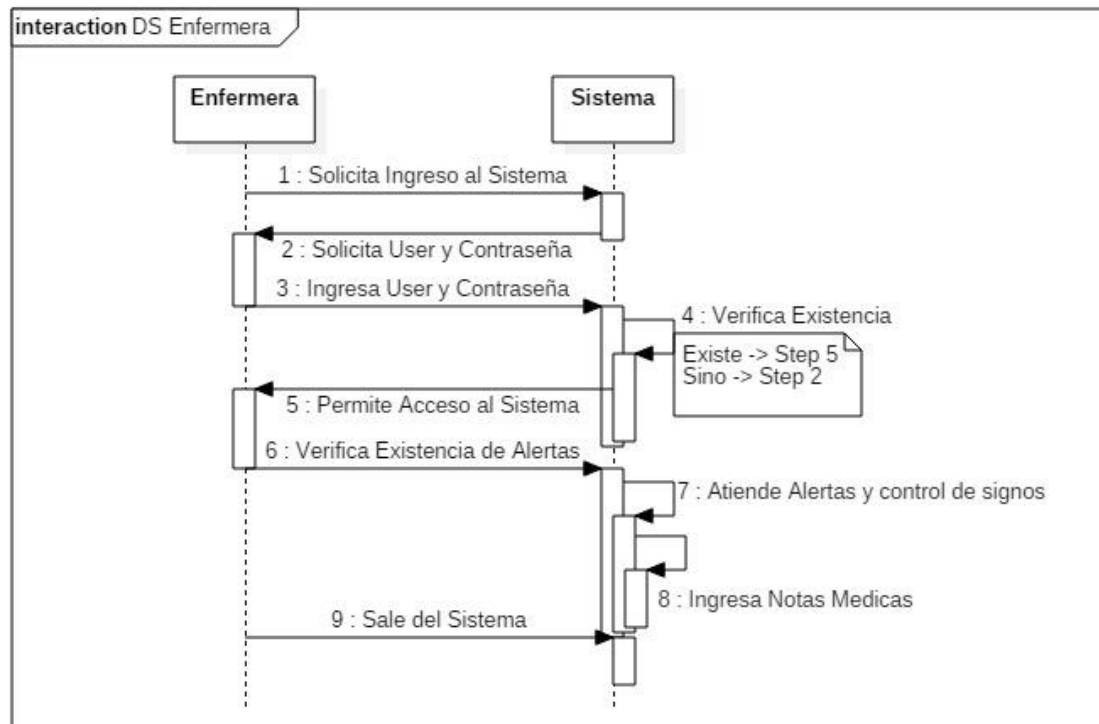 interaction DS Enfermera
Enfermera
Sistema
1 : Solicita Ingreso al Sistema
2 : Solicita User y Contraseña
3 : Ingresa User y Contraseña
4 : Verifica Existencia
Existe -> Step 5
Sino -> Step 2
5 : Permite Acceso al Sistema
6 : Verifica Existencia de Alertas
7 : Atiende Alertas y control de signos
8 : Ingresa Notas Medicas
9 : Sale del Sistema